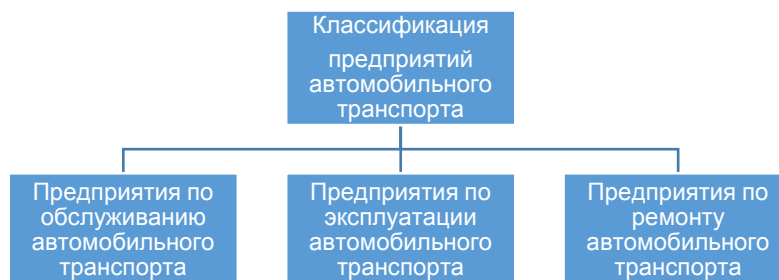 Классификация
предприятий
автомобильного
транспорта
Предприятия по
обслуживанию
автомобильного
транспорта
Предприятия по
эксплуатации
автомобильного
транспорта
Предприятия по
ремонту
автомобильного
транспорта